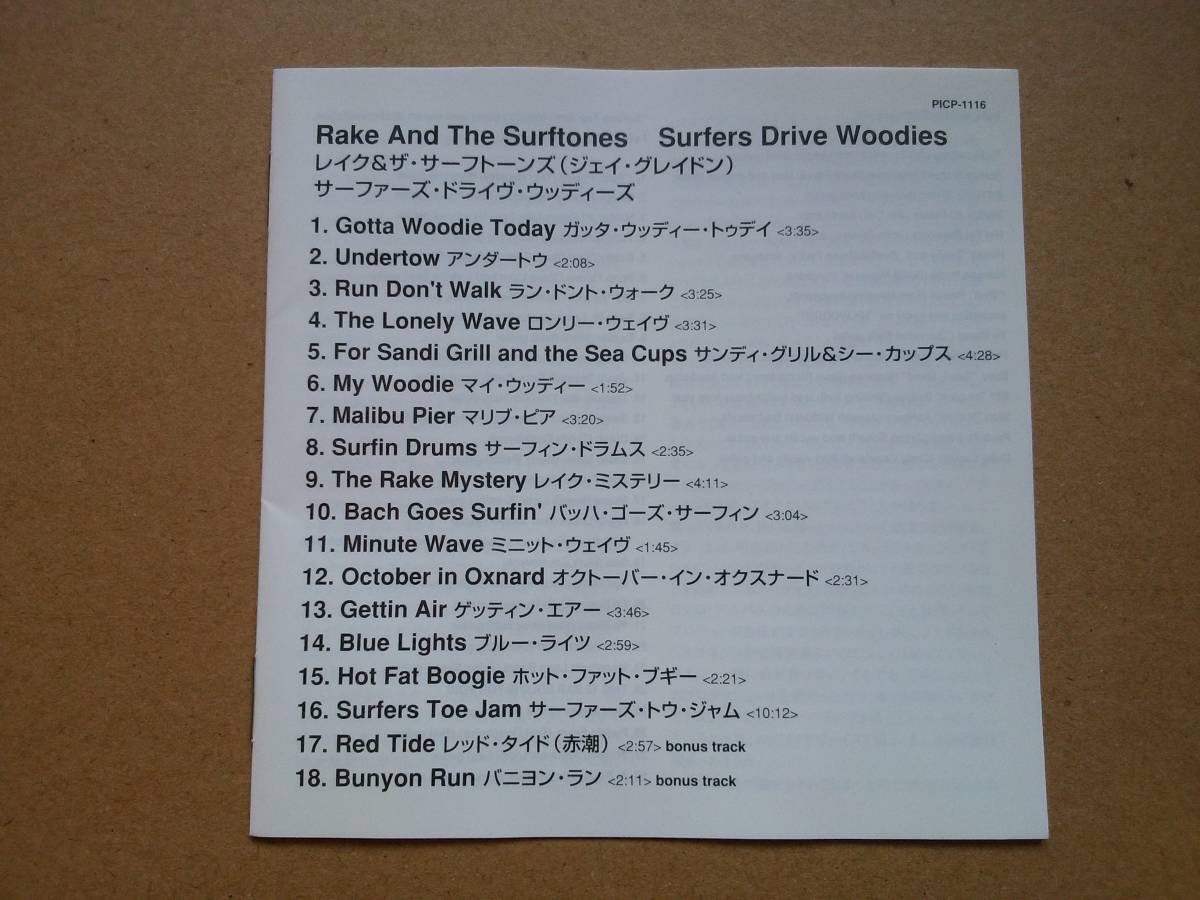 PICP-1116
Rake And The Surftones Surfers Drive Woodies
レイク&ザ・サーフトーンズ(ジェイ・グレイドン)
サーファーズ・ドライヴ・ウッディーズ
1. Gotta Woodie Today ガッタ・ウッディー・トゥデイ <3:35>
2. Undertow アンダートウ <2:08>
3. Run Don't Walk ラン・ドント・ウォーク <3:25>
4. The Lonely Wave ロンリー・ウェイヴ <3:31>
5. For Sandi Grill and the Sea Cups サンディ・グリル&シー・カップス <4:28>
6. My Woodie マイ・ウッディー <1:52>
7. Malibu Pier マリブ・ピア <3:20>
8. Surfin Drums サーフィン・ドラムス <2:35>
9. The Rake Mystery レイク・ミステリー <4:11>
10. Bach Goes Surfin' バッハ・ゴーズ・サーフィン <3:04>
11. Minute Wave ミニット・ウェイヴ <1:45>
12. October in Oxnard オクトーバー・イン・オクスナード <2:31>
13. Gettin Air ゲッティン・エアー <3:46>
14. Blue Lights ブルー・ライツ <2:59>
15. Hot Fat Boogie ホット・ファット・ブギー <2:21>
16. Surfers Toe Jam サーファーズ・トウ・ジャム <10:12>
17. Red Tide レッド・タイド(赤潮) <2:57> bonus track
18. Bunyon Run バニヨン・ラン <2:11> bonus track